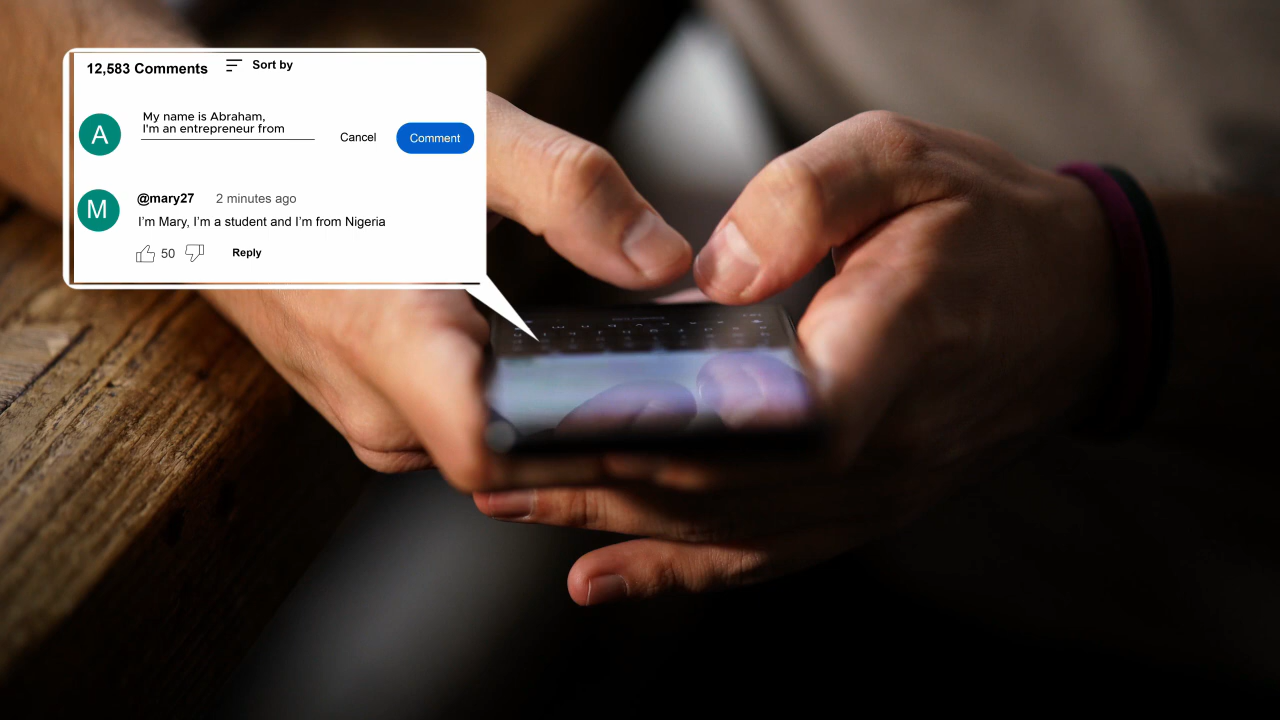 12,583 Comments
Sort by
A
My name is Abraham,
I'm an entrepreneur from
Cancel
Comment
M
@mary27 2 minutes ago
I'm Mary, I'm a student and I'm from Nigeria
50
Reply